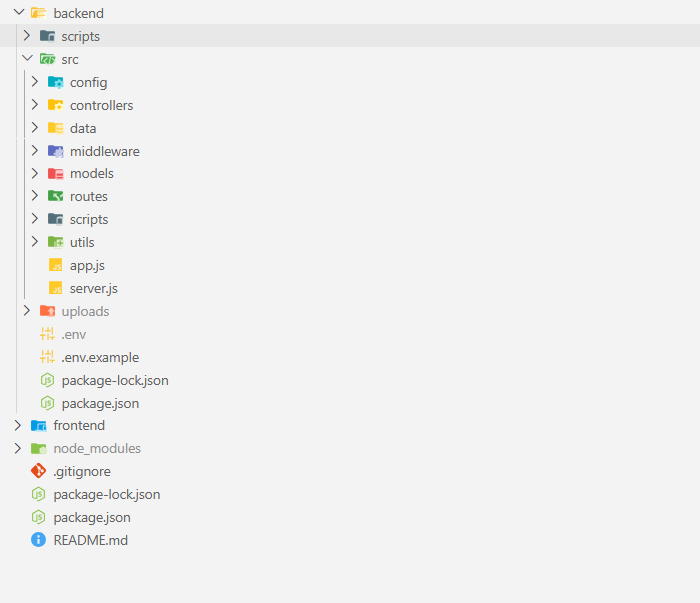 backend
scripts
src
config
controllers
data
middleware
models
routes
scripts
utils
app.js
server.js
uploads
.env
.env.example
package-lock.json
package.json
frontend
node_modules
.gitignore
package-lock.json
package.json
README.md